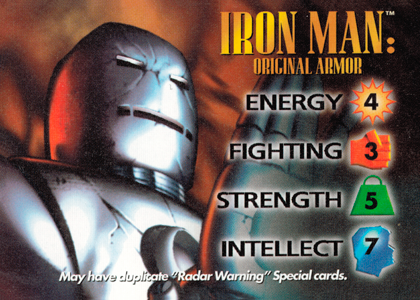 IRON MAN:™
ORIGINAL ARMOR
ENERGY 4
FIGHTING 3
STRENGTH 5
INTELLECT 7
May have duplicate "Radar Warning" Special cards.